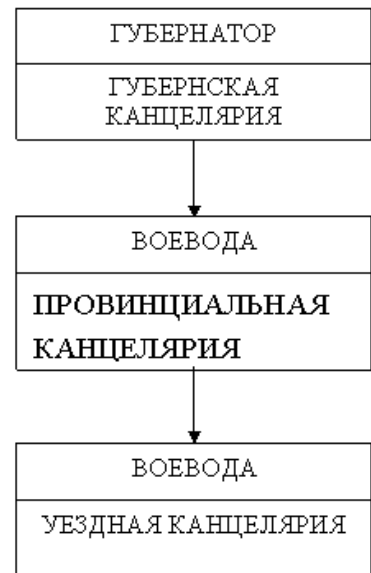 ГУБЕРНАТОР
ГУБЕРНСКАЯ
КАНЦЕЛЯРИЯ
ВОЕВОДА
ПРОВИНЦИАЛЬНАЯ
КАНЦЕЛЯРИЯ
ВОЕВОДА
УЕЗДНАЯ КАНЦЕЛЯРИЯ